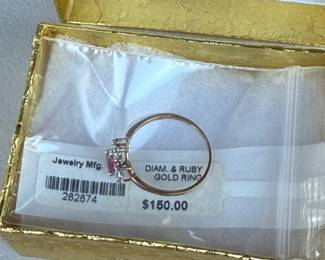 Jewelry Mfg.
282874
DIAM. & RUBY
GOLD RING
$150.00